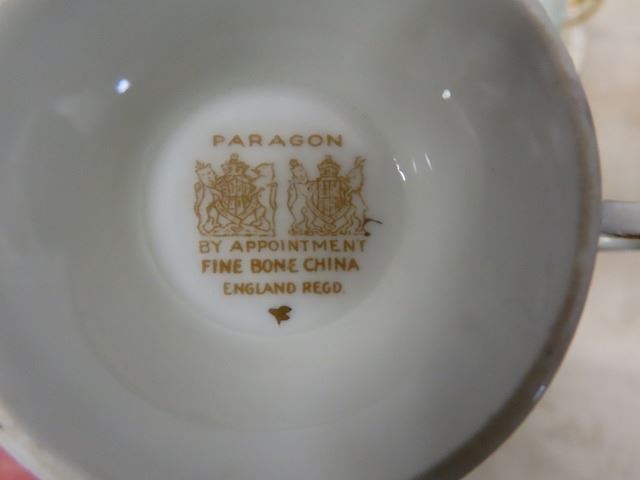 PARAGON
BY APPOINTMENT
FINE BONE CHINA
ENGLAND REGD.